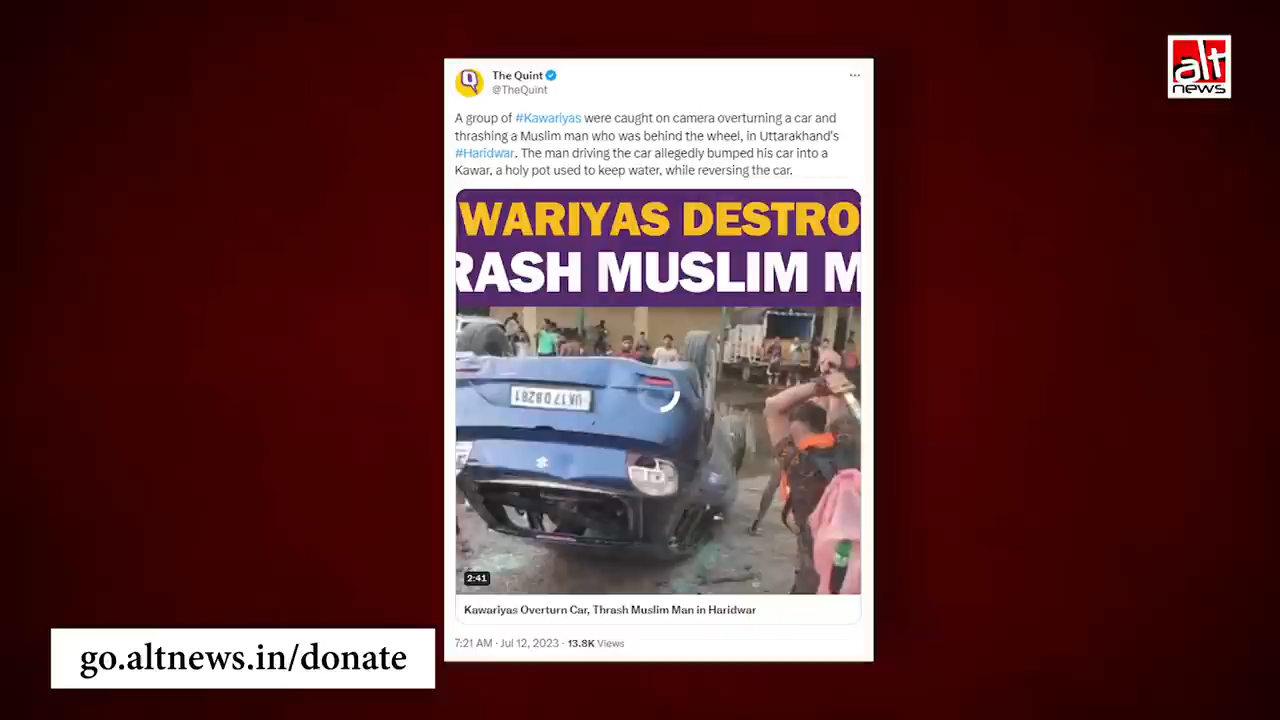 alt
news
The Quint
@TheQuint
A group of #Kawariyas were caught on camera overturning a car and
thrashing a Muslim man who was behind the wheel, in Uttarakhand's
#Haridwar. The man driving the car allegedly bumped his car into a
Kawar, a holy pot used to keep water, while reversing the car.
WARIYAS DESTRO
RASH MUSLIM M
UK17 D 8281
2:41
Kawariyas Overturn Car, Thrash Muslim Man in Haridwar
7:21 AM · Jul 12, 2023 · 13.8K Views
go.altnews.in/donate